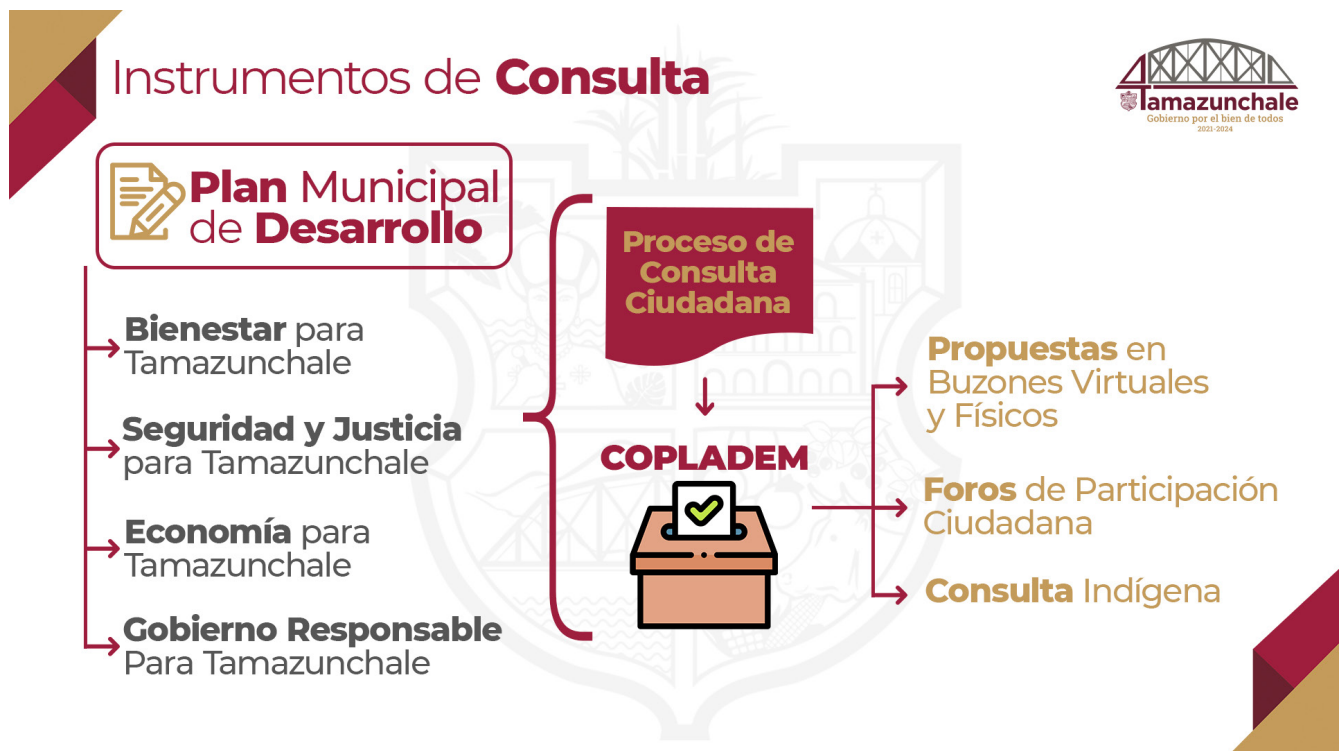 Instrumentos de Consulta
Tamazunchale
Gobierno por el bien de todos
2021-2024
Plan Municipal
de Desarrollo
Bienestar para
Tamazunchale
Seguridad y Justicia
para Tamazunchale
Economía para
Tamazunchale
Gobierno Responsable
Para Tamazunchale
Proceso de
Consulta
Ciudadana
COPLADEM
Propuestas en
Buzones Virtuales
y Físicos
Foros de Participación
Ciudadana
Consulta Indígena